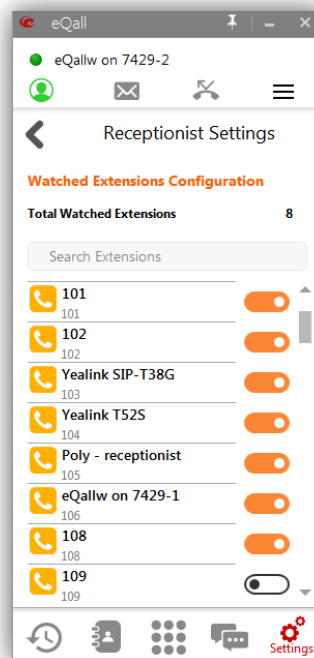 eQall
eQallw on 7429-2
Receptionist Settings
Watched Extensions Configuration
Total Watched Extensions 8
Search Extensions
101
101
102
102
Yealink SIP-T38G
103
Yealink T52S
104
Poly - receptionist
105
eQallw on 7429-1
106
108
108
109
109
Settings